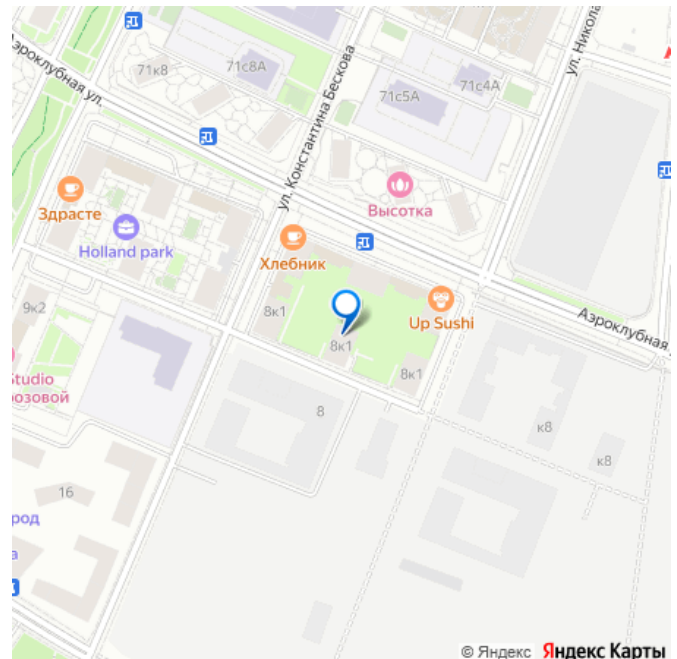 Аэроклубная ул.
71к8
71с8А
71с5А
71с4А
ул. Никола
ул. Константина Бескова
Высотка
Здрасте
Holland park
Хлебник
Up Sushi
Аэроклубная у
9к2
8к1
8к1
8к1
Studio
розовой
8
к8
к8
16
род
а
© Яндекс Яндекс Карты